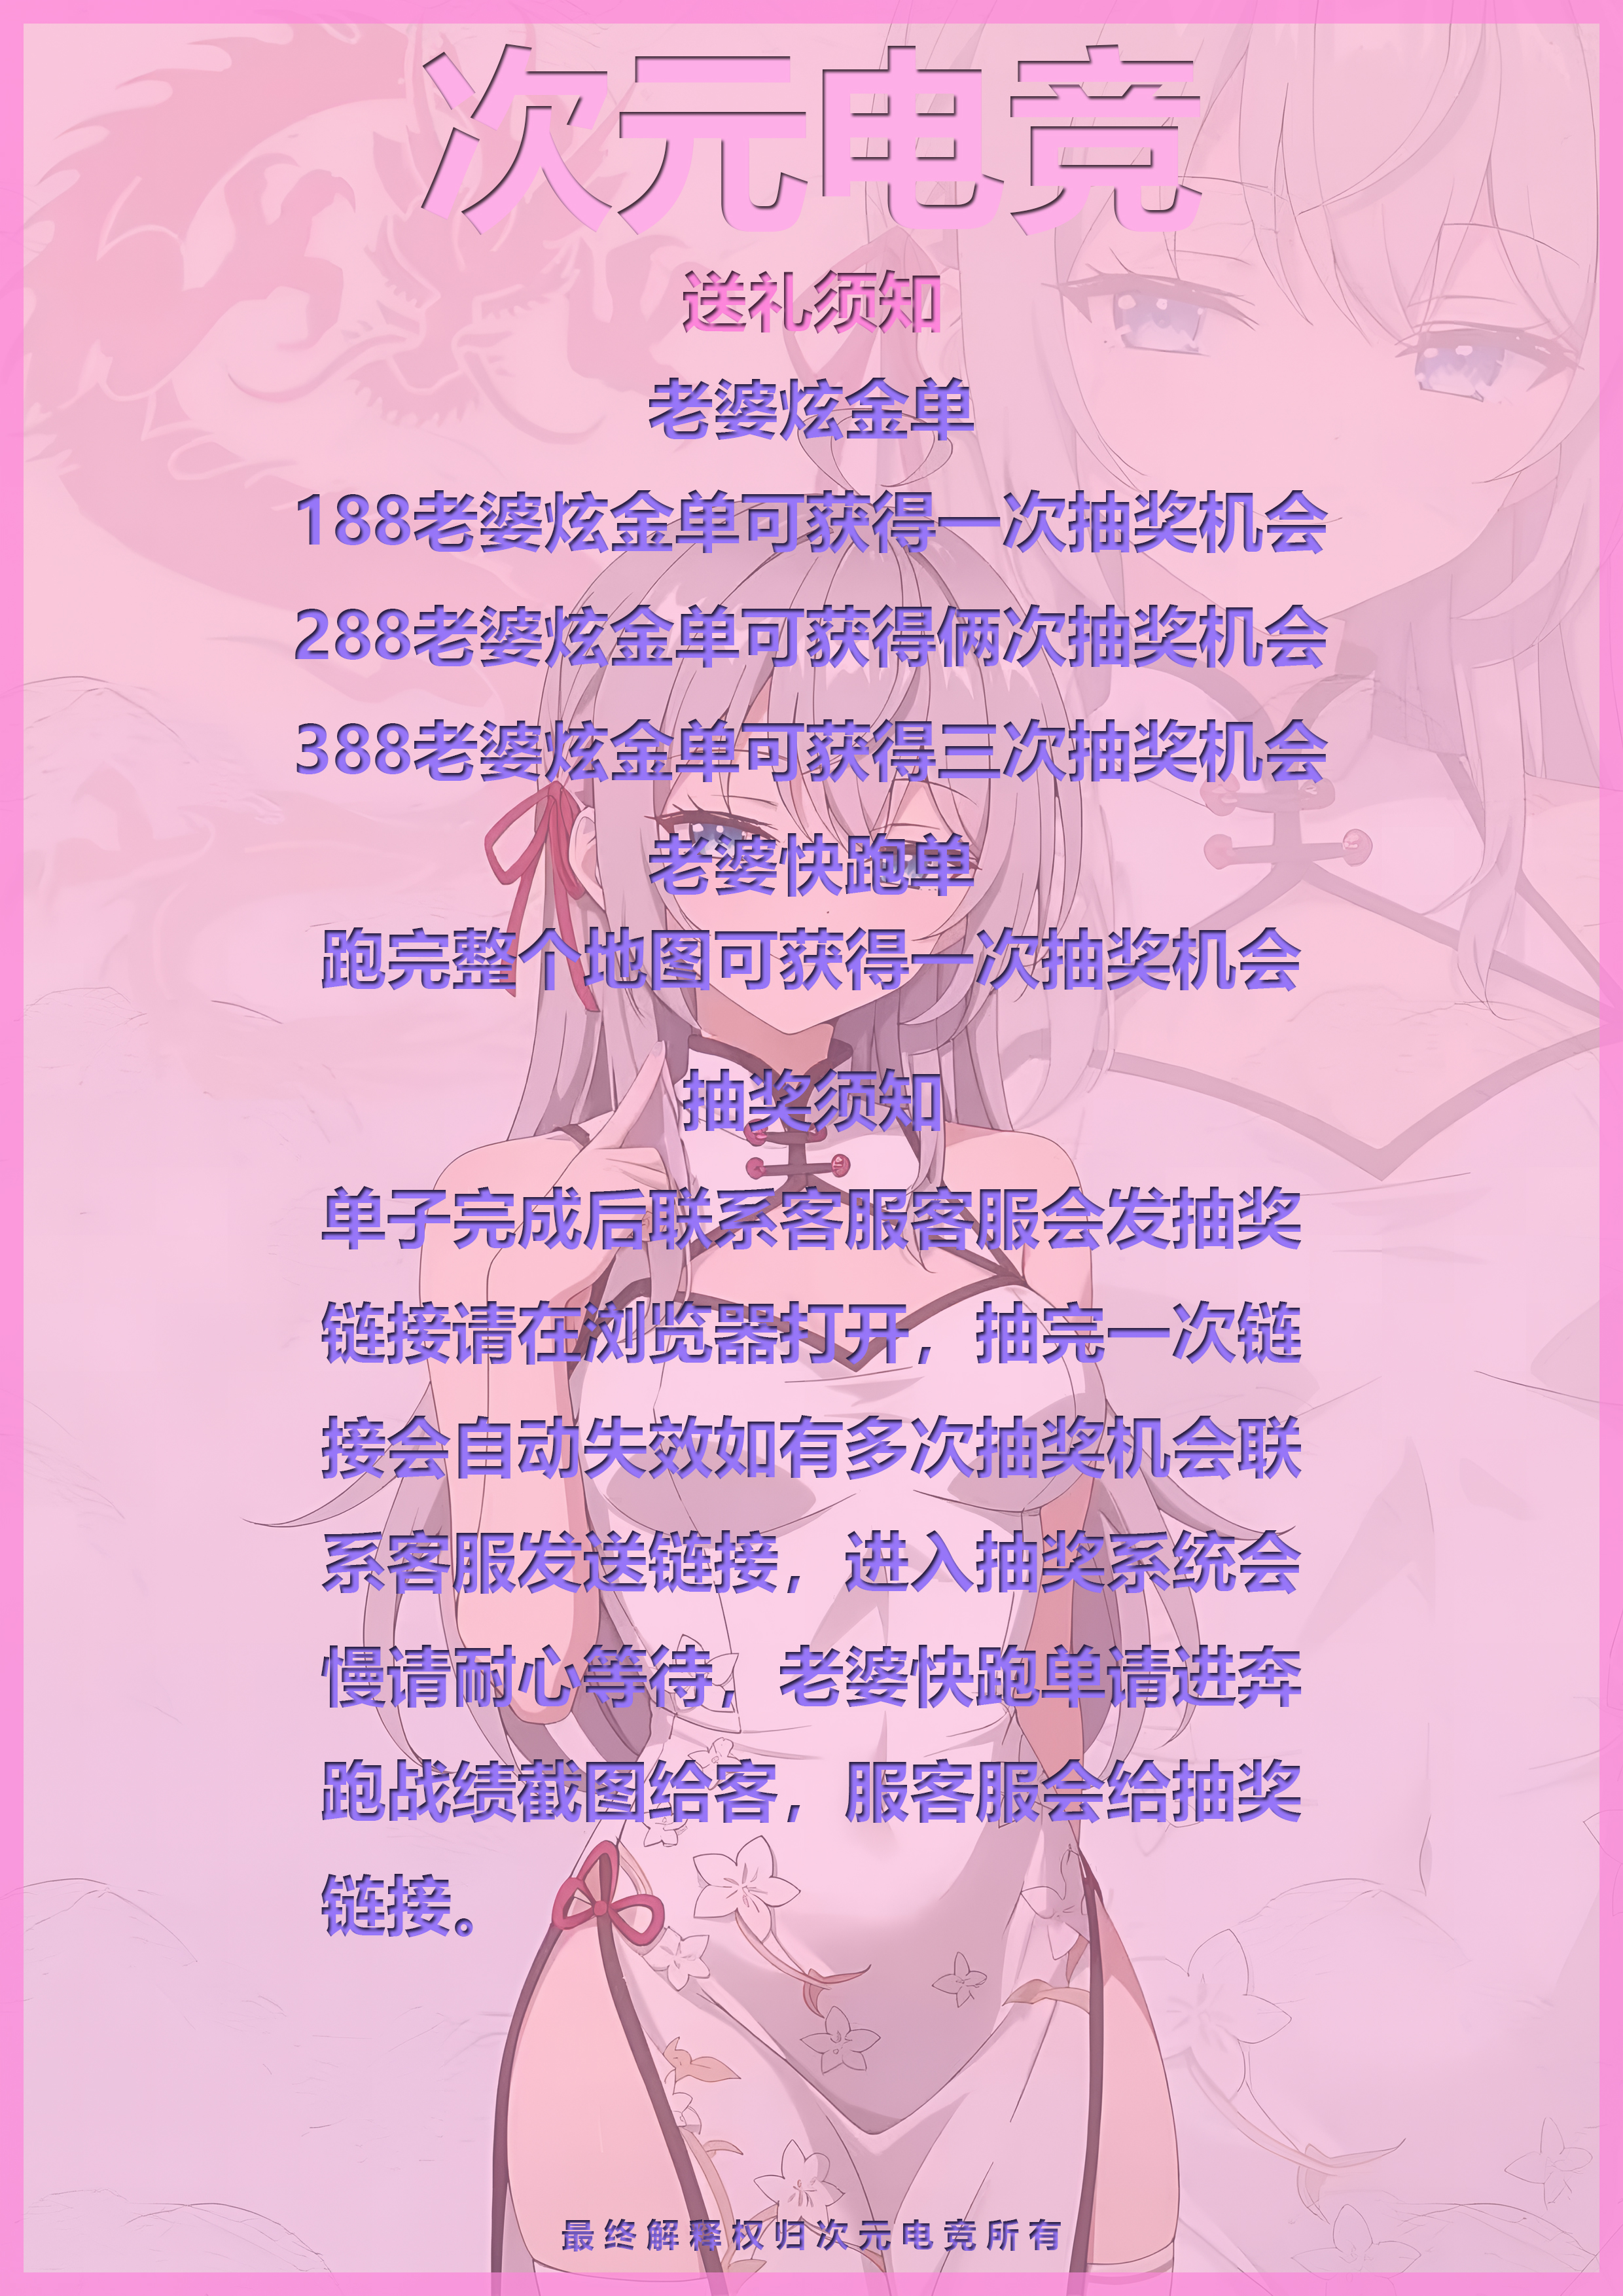 次元电竞
送礼须知
老婆炫金单
188老婆炫金单可获得一次抽奖机会
288老婆炫金单可获得俩次抽奖机会
388老婆炫金单可获得三次抽奖机会
老婆快跑单
跑完整个地图可获得一次抽奖机会
抽奖须知
单子完成后联系客服客服会发抽奖
链接请在浏览器打开，抽完一次链
接会自动失效如有多次抽奖机会联
系客服发送链接，进入抽奖系统会
慢请耐心等待，老婆快跑单请进奔
跑战绩截图给客，服客服会给抽奖
链接。
最终解释权归次元电竞所有